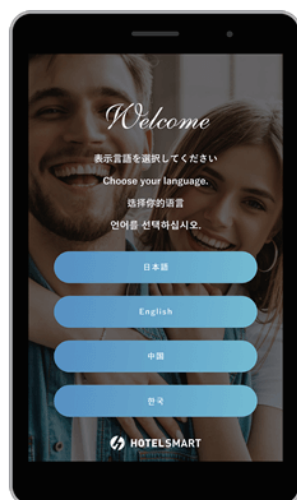 Welcome
表示言語を選択してください
Choose your language.
选择你的语言
언어를 선택하십시오.
日本語
English
中国
한국
HOTELSMART